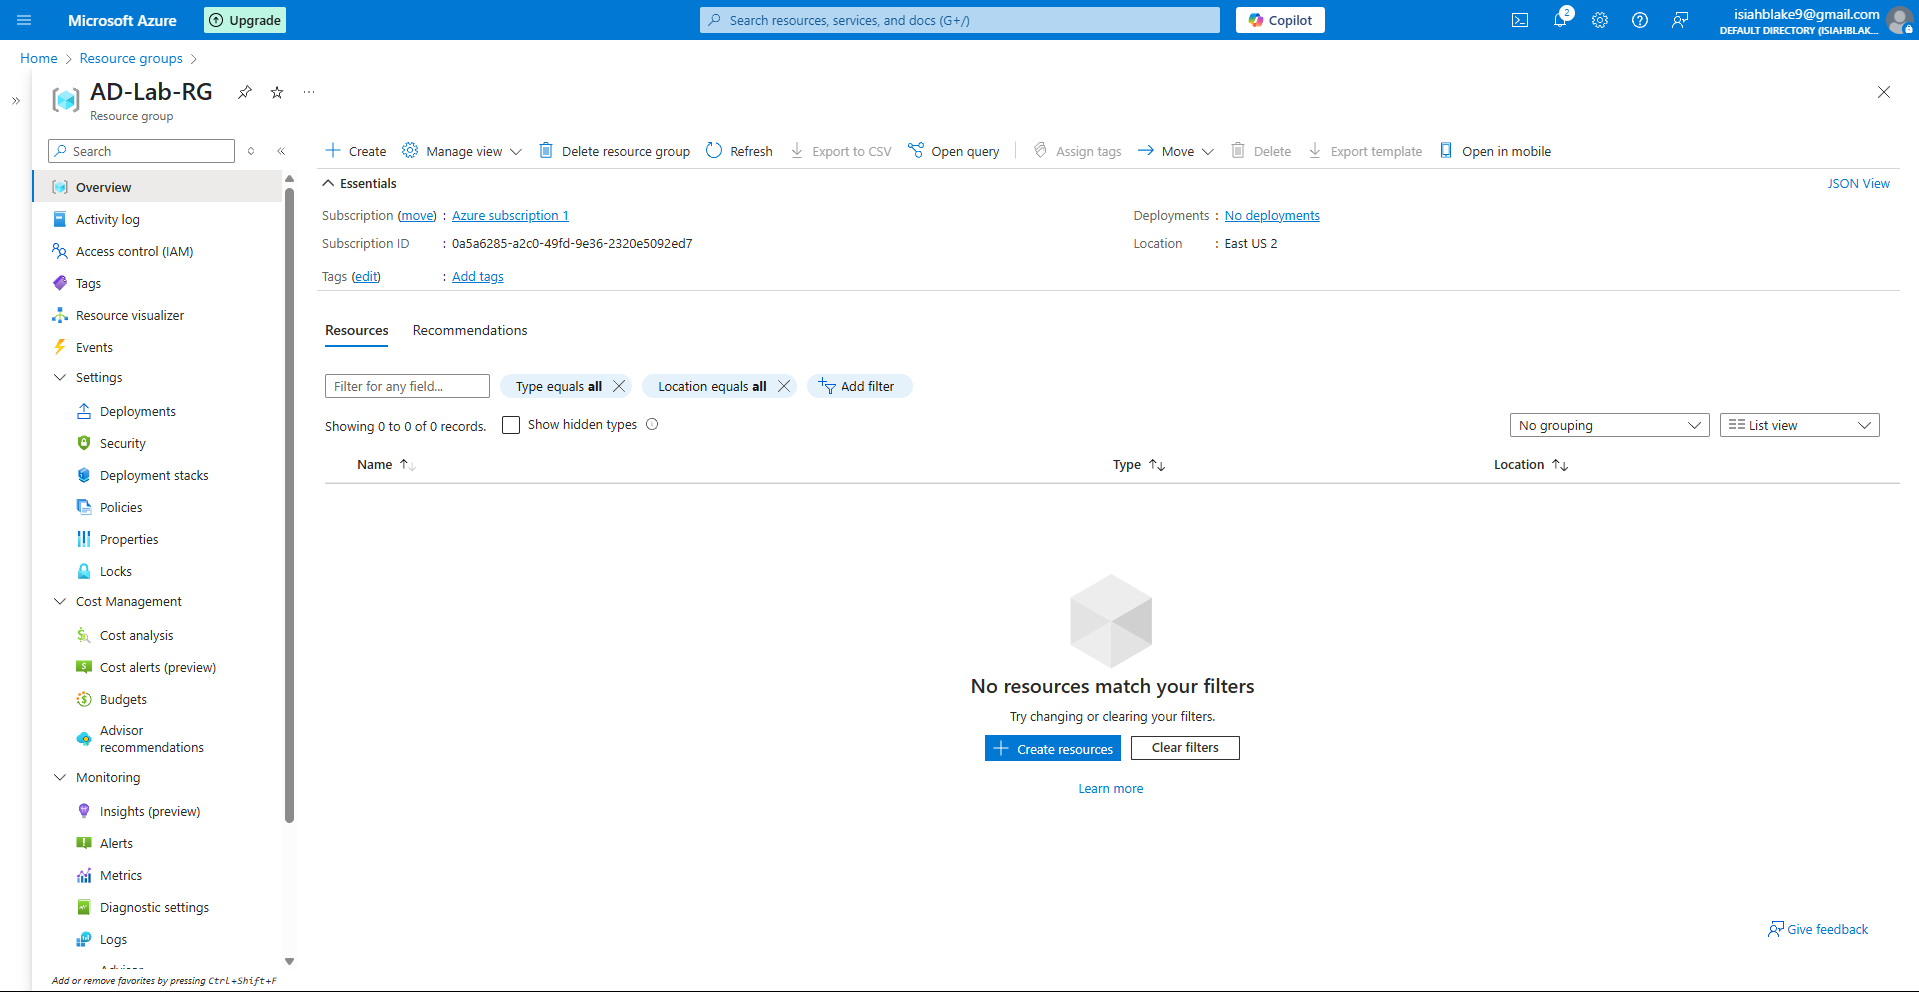 Microsoft Azure
Upgrade
Search resources, services, and docs (G+/)
Copilot
2
isiahblake9@gmail.com
DEFAULT DIRECTORY (ISIAHBLAK...
Home
Resource groups
AD-Lab-RG
Resource group
Search
Create
Manage view
Delete resource group
Refresh
Export to CSV
Open query
Assign tags
Move
Delete
Export template
Open in mobile
Overview
Activity log
Access control (IAM)
Tags
Resource visualizer
Events
Settings
Deployments
Security
Deployment stacks
Policies
Properties
Locks
Cost Management
Cost analysis
Cost alerts (preview)
Budgets
Advisor
recommendations
Monitoring
Insights (preview)
Alerts
Metrics
Diagnostic settings
Logs
Advisor
Add or remove favorites by pressing Ctrl+Shift+F
Essentials
JSON View
Subscription (move) : Azure subscription 1
Subscription ID : 0a5a6285-a2c0-49fd-9e36-2320e5092ed7
Tags (edit) : Add tags
Deployments : No deployments
Location : East US 2
Resources
Recommendations
Filter for any field...
Type equals all
Location equals all
Add filter
Showing 0 to 0 of 0 records.
Show hidden types
No grouping
List view
Name
Type
Location
No resources match your filters
Try changing or clearing your filters.
Create resources
Clear filters
Learn more
Give feedback